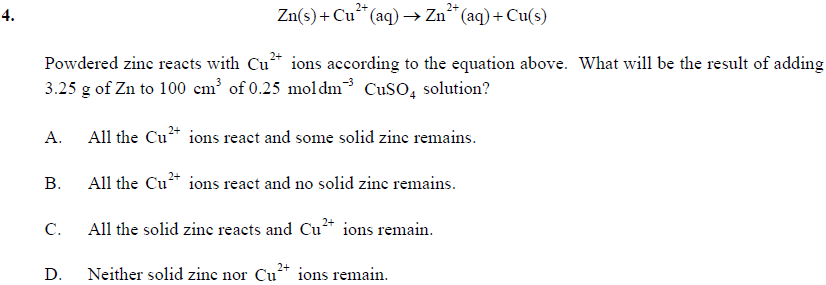 4. Zn(s) + Cu²⁺(aq) → Zn²⁺(aq) + Cu(s)
Powdered zinc reacts with Cu²⁺ ions according to the equation above. What will be the result of adding
3.25 g of Zn to 100 cm³ of 0.25 mol dm⁻³ CuSO₄ solution?
A. All the Cu²⁺ ions react and some solid zinc remains.
B. All the Cu²⁺ ions react and no solid zinc remains.
C. All the solid zinc reacts and Cu²⁺ ions remain.
D. Neither solid zinc nor Cu²⁺ ions remain.